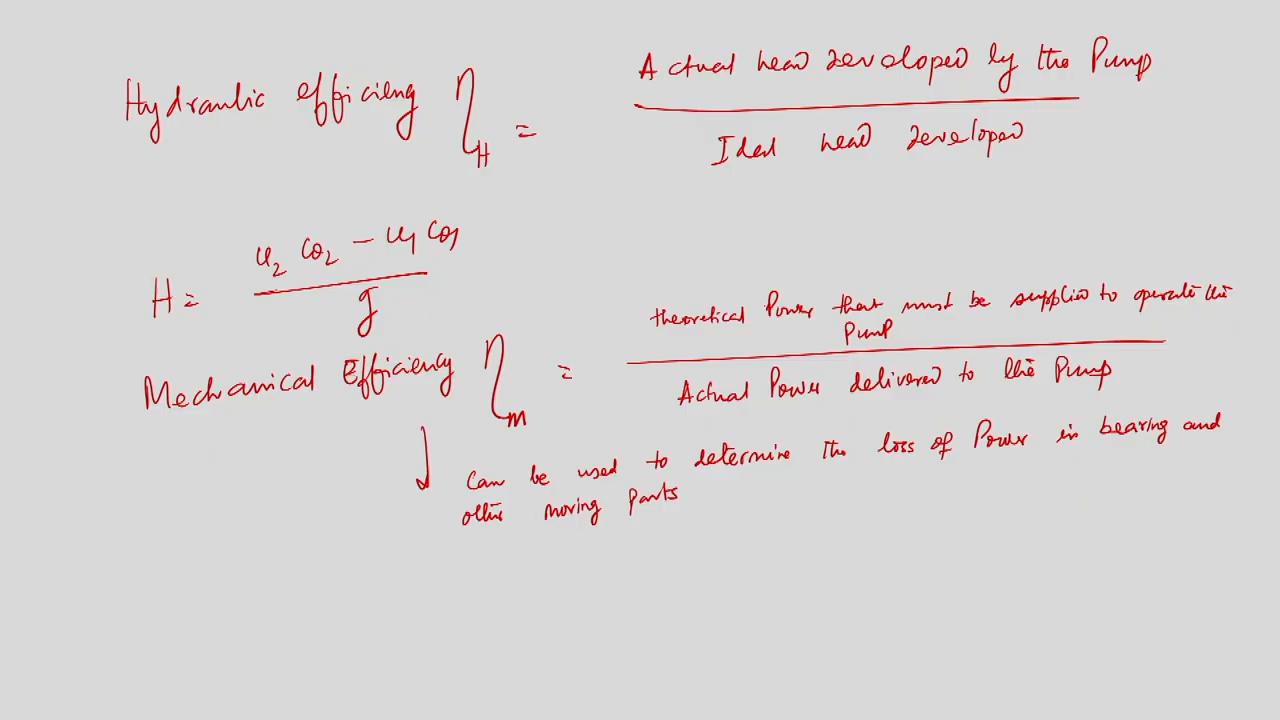 Hydraulic efficiency η_H = Actual head developed by the Pump
Ideal head developed
H = u₂ Cθ₂ – u₁ Cθ₁
g
theoretical Power that must be supplied to operate the
Pump
Mechanical Efficiency η_m =
Actual Power delivered to the Pump
↓ Can be used to determine the loss of Power in bearing and
other moving parts